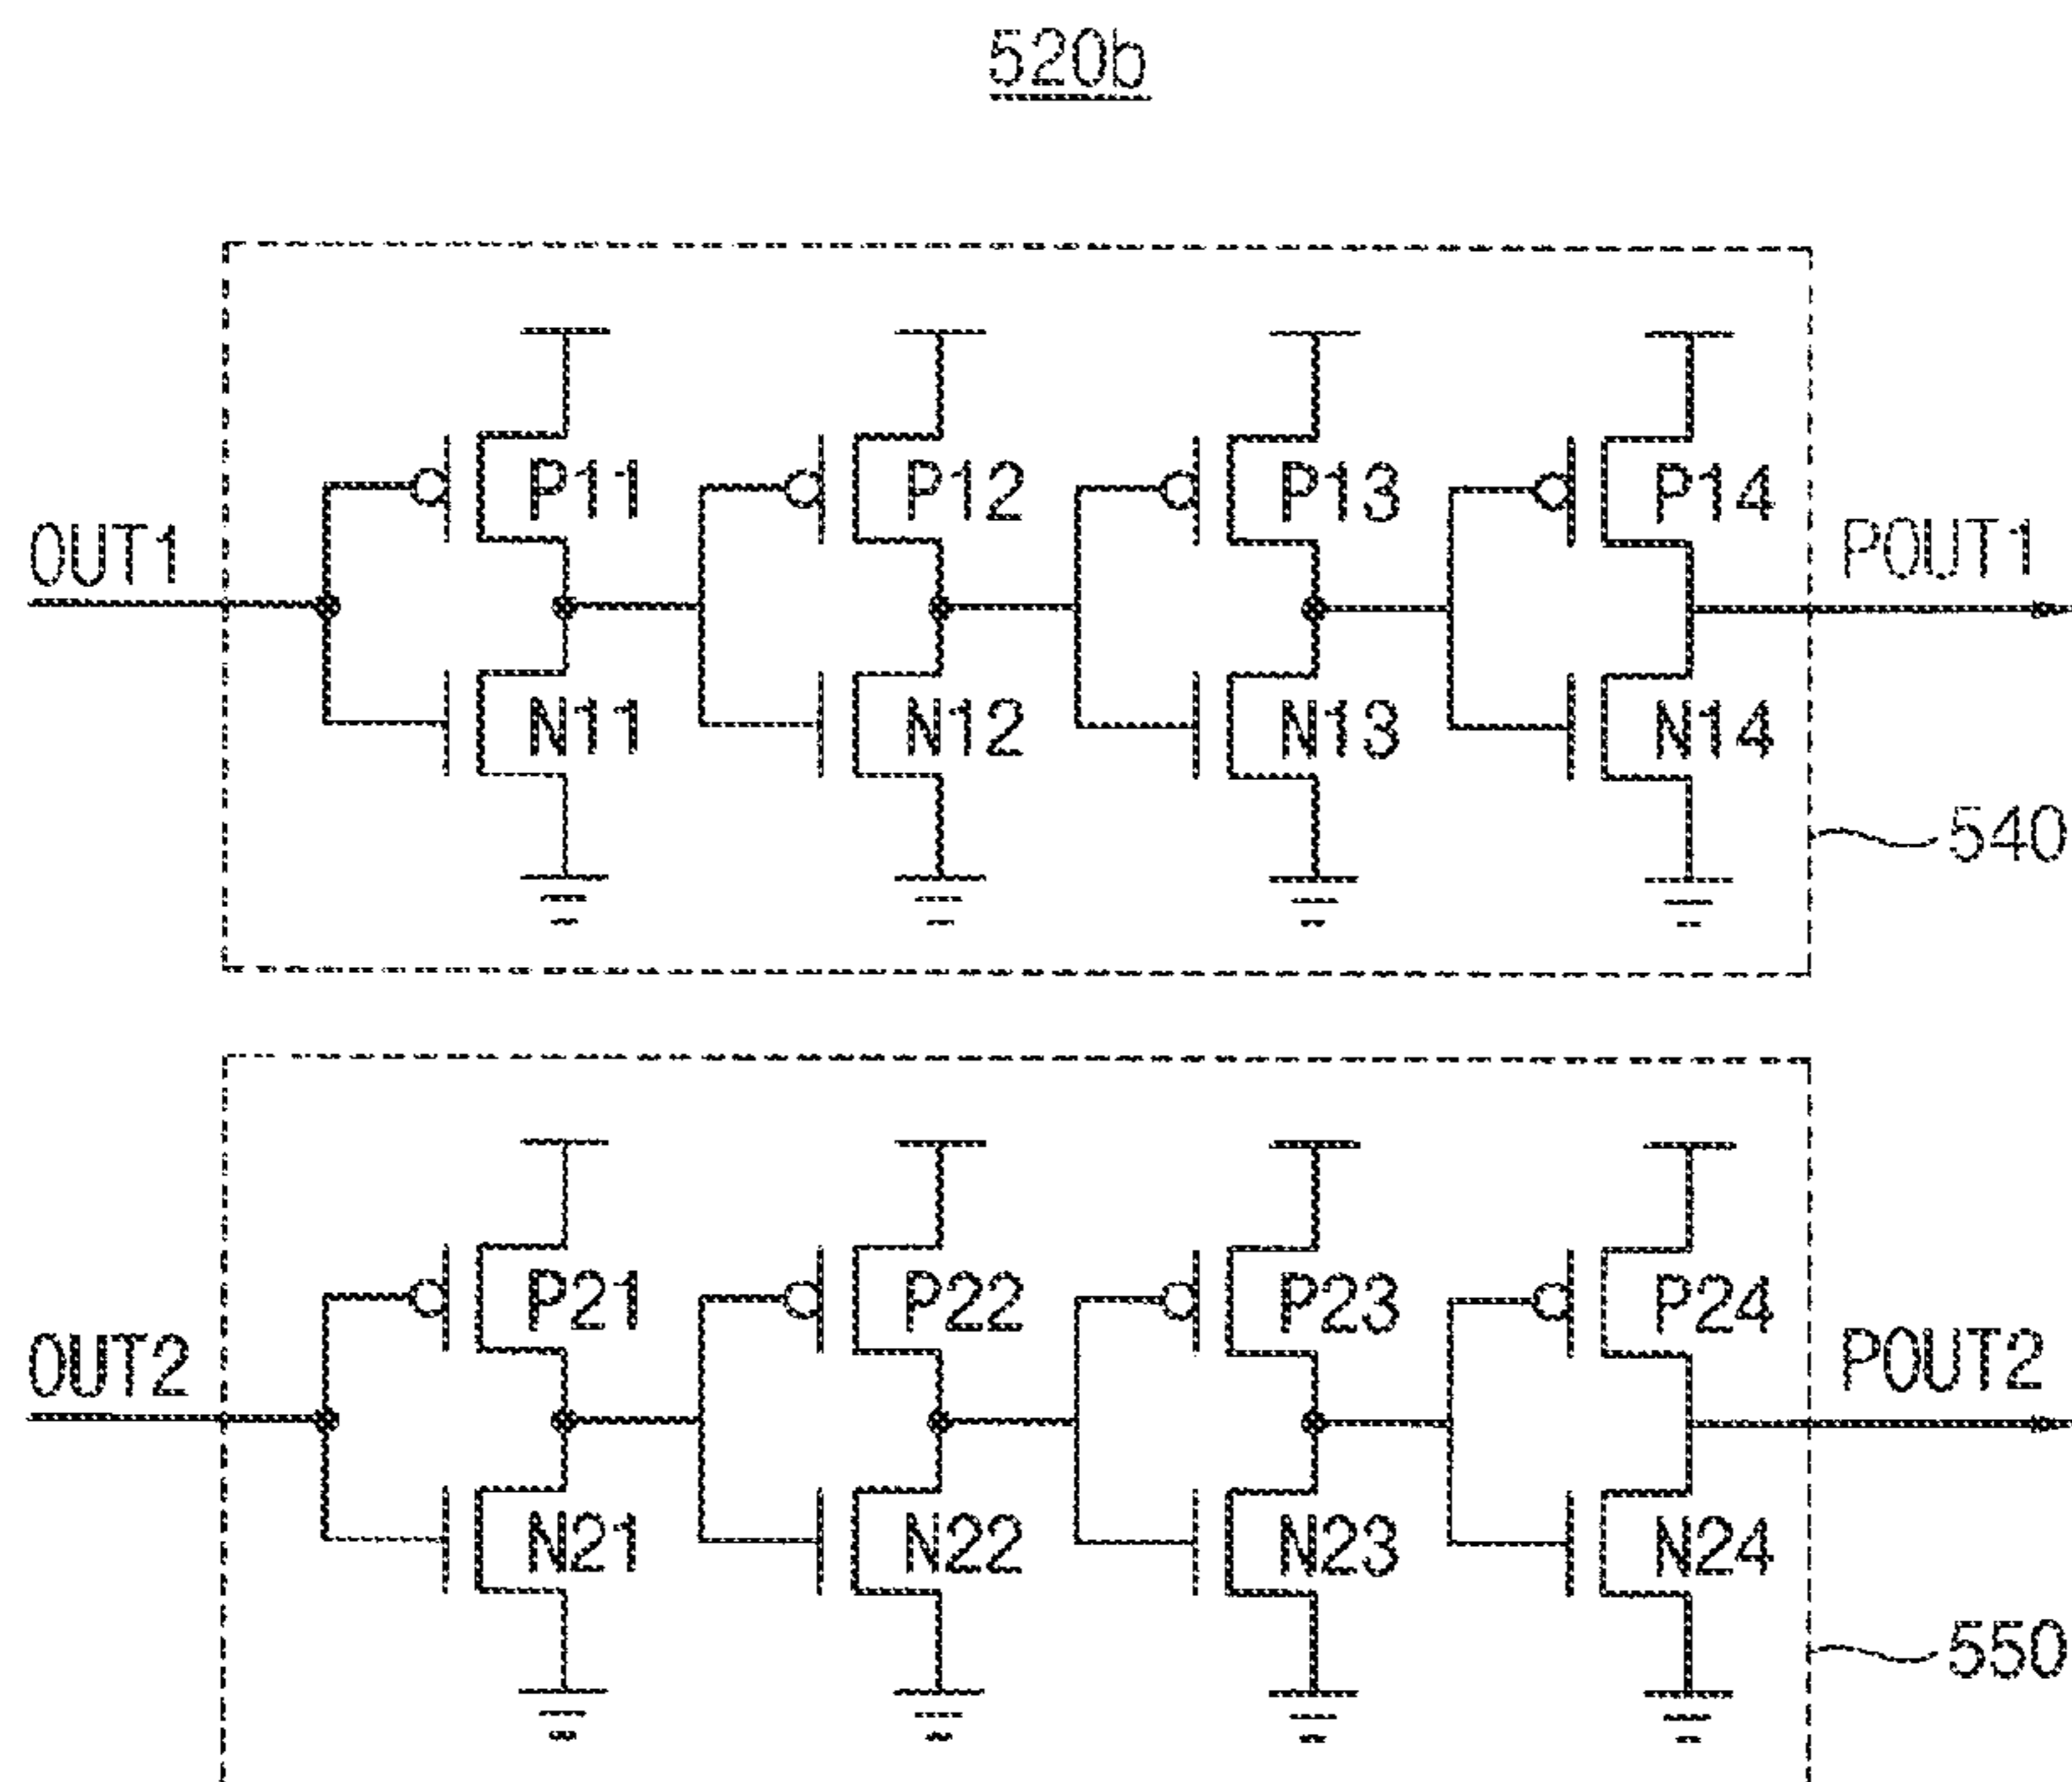 520b
P11 P12 P13 P14
OUT1 POUT1
N11 N12 N13 N14
540
P21 P22 P23 P24
OUT2 POUT2
N21 N22 N23 N24
550